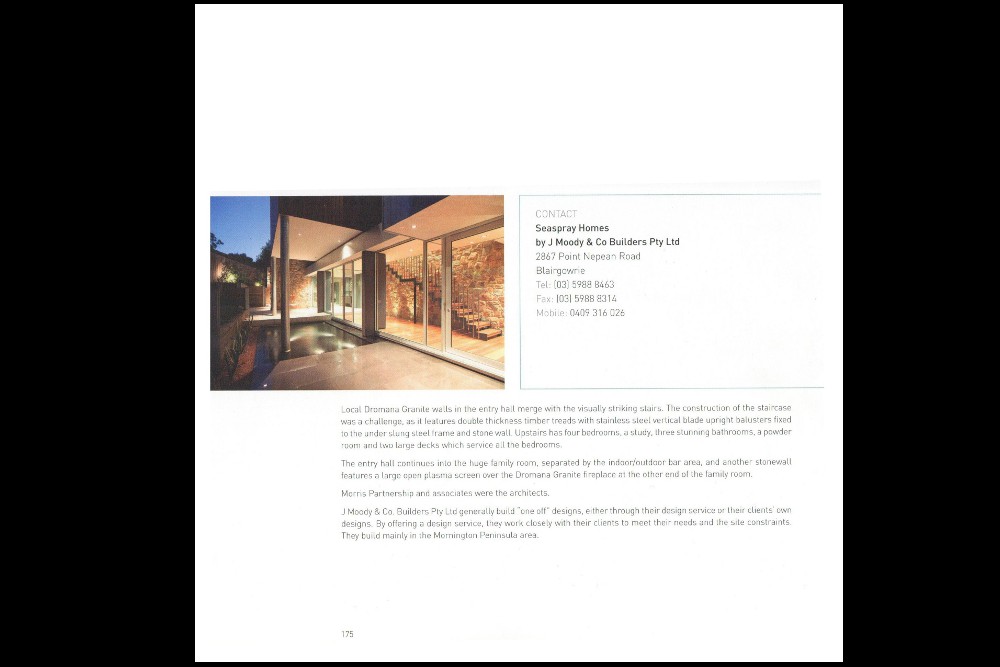 CONTACT
Seaspray Homes
by J Moody & Co Builders Pty Ltd
2867 Point Nepean Road
Blairgowrie
Tel: (03) 5988 8463
Fax: (03) 5988 8314
Mobile: 0409 316 026
Local Dromana Granite walls in the entry hall merge with the visually striking stairs. The construction of the staircase
was a challenge, as it features double thickness timber treads with stainless steel vertical blade upright balusters fixed
to the under slung steel frame and stone wall. Upstairs has four bedrooms, a study, three stunning bathrooms, a powder
room and two large decks which service all the bedrooms.
The entry hall continues into the huge family room, separated by the indoor/outdoor bar area, and another stonewall
features a large open plasma screen over the Dromana Granite fireplace at the other end of the family room.
Morris Partnership and associates were the architects.
J Moody & Co. Builders Pty Ltd generally build "one off" designs, either through their design service or their clients' own
designs. By offering a design service, they work closely with their clients to meet their needs and the site constraints.
They build mainly in the Mornington Peninsula area.
175